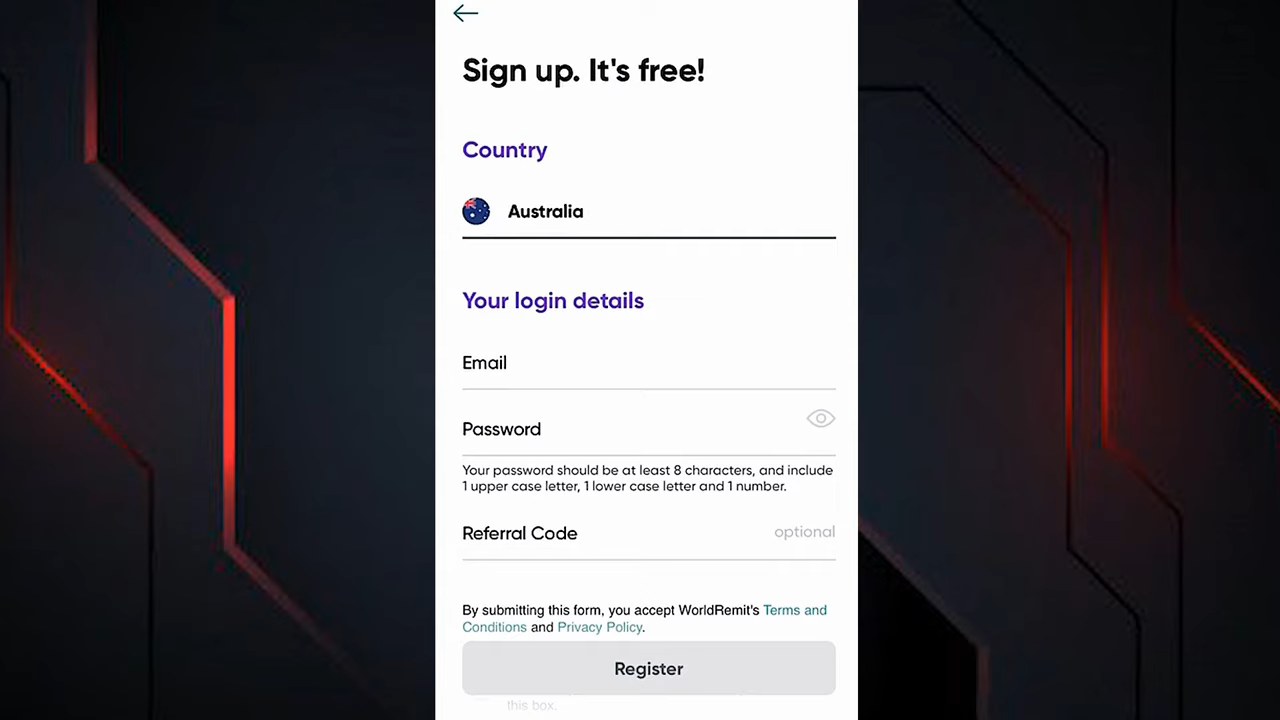 Sign up. It's free!
Country
Australia
Your login details
Email
Password
Your password should be at least 8 characters, and include
1 upper case letter, 1 lower case letter and 1 number.
Referral Code optional
By submitting this form, you accept WorldRemit's Terms and
Conditions and Privacy Policy.
Register
this box.